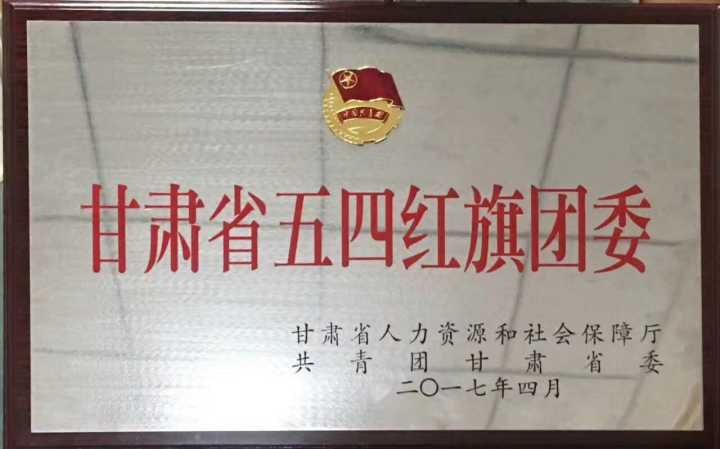 甘肃省五四红旗团委
甘肃省人力资源和社会保障厅
共青团甘肃省委
二〇一七年四月